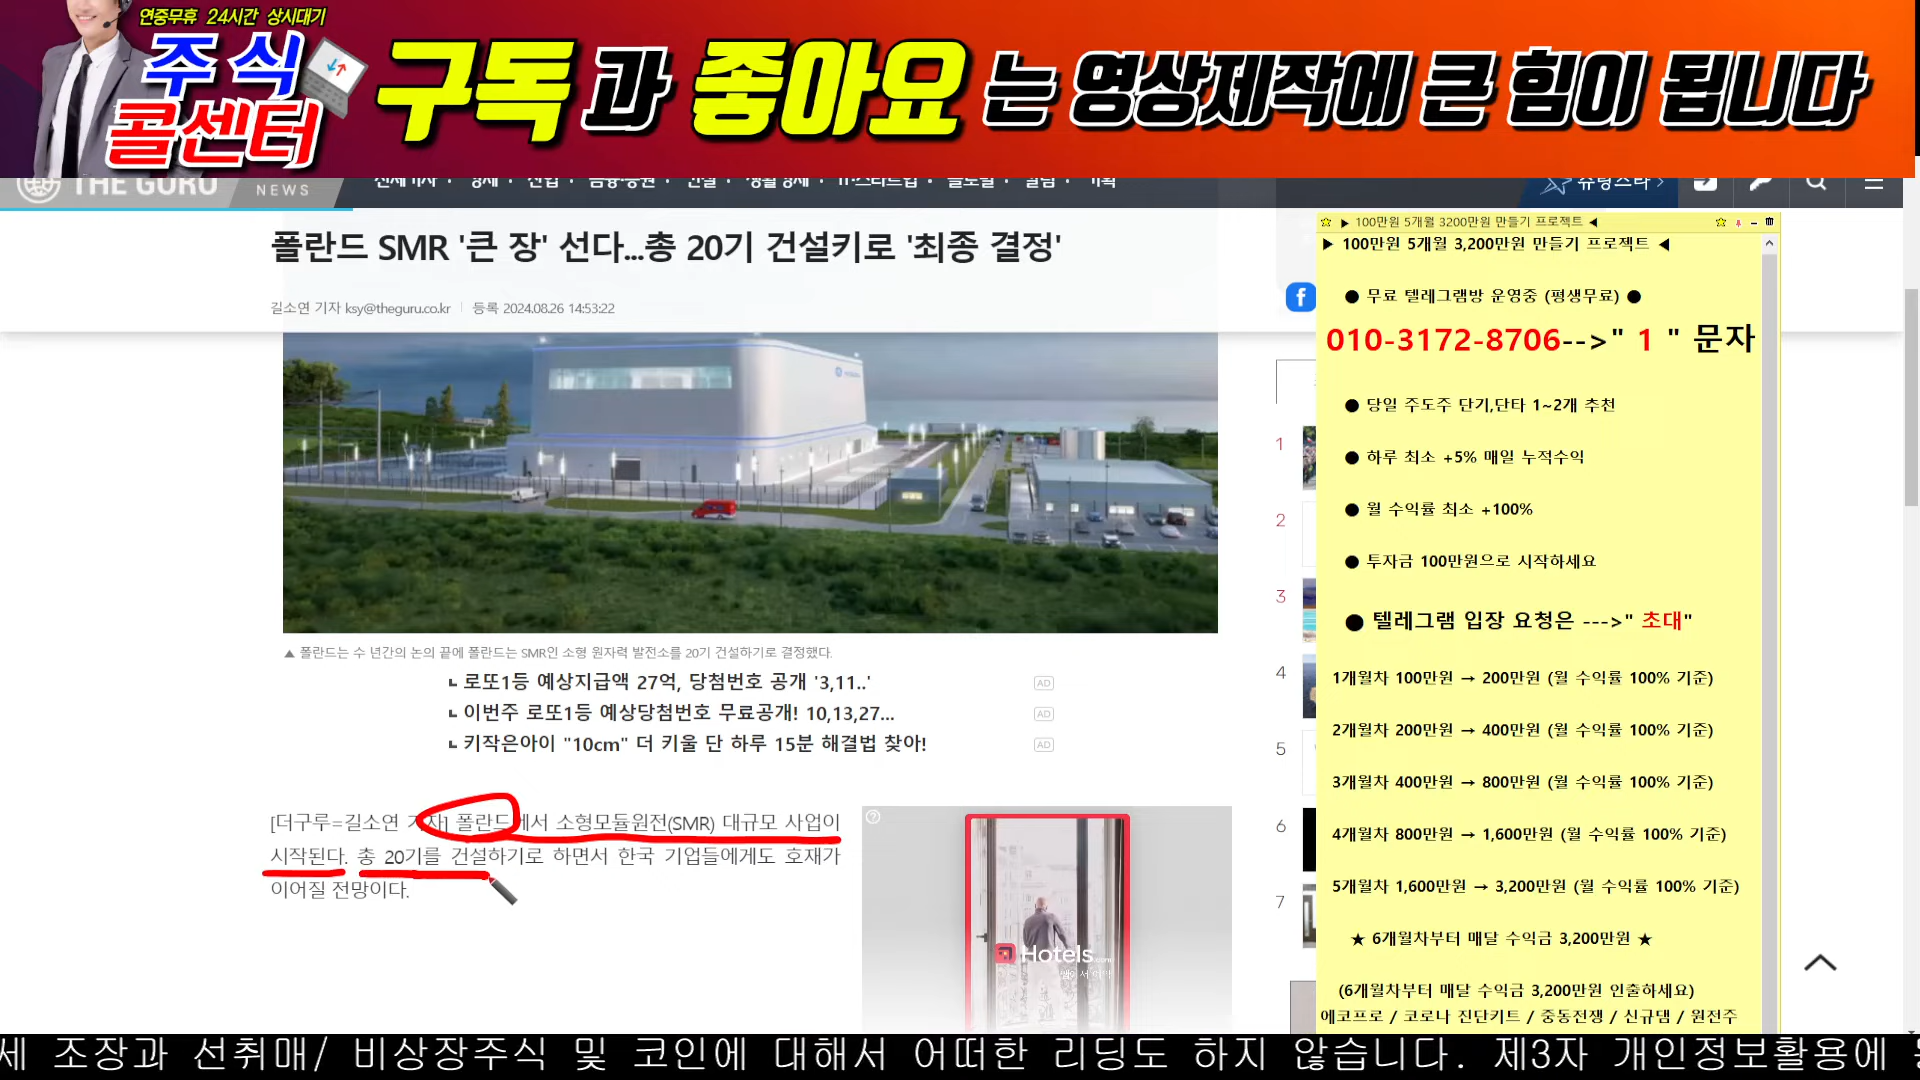 연중무휴 24시간 상시대기
주식
콜센터
구독과 좋아요는 영상제작에 큰 힘이 됩니다
THE GURU NEWS
폴란드 SMR '큰 장' 선다...총 20기 건설키로 '최종 결정'
길소연 기자 ksy@theguru.co.kr 등록 2024.08.26 14:53:22
▲ 폴란드는 수 년간의 논의 끝에 폴란드는 SMR인 소형 원자력 발전소를 20기 건설하기로 결정했다.
로또1등 예상지급액 27억, 당첨번호 공개 '3,11..' AD
이번주 로또1등 예상당첨번호 무료공개! 10,13,27... AD
키작은아이 "10cm" 더 키울 단 하루 15분 해결법 찾아! AD
[더구루=길소연 기자] 폴란드에서 소형모듈원전(SMR) 대규모 사업이
시작된다. 총 20기를 건설하기로 하면서 한국 기업들에게도 호재가
이어질 전망이다.
Hotels.com
1
2
3
4
5
6
7
▶ 100만원 5개월 3200만원 만들기 프로젝트 ◀
▶ 100만원 5개월 3,200만원 만들기 프로젝트 ◀
● 무료 텔레그램방 운영중 (평생무료) ●
010-3172-8706-->" 1 " 문자
● 당일 주도주 단기,단타 1~2개 추천
● 하루 최소 +5% 매일 누적수익
● 월 수익률 최소 +100%
● 투자금 100만원으로 시작하세요
● 텔레그램 입장 요청은 --->" 초대"
1개월차 100만원 → 200만원 (월 수익률 100% 기준)
2개월차 200만원 → 400만원 (월 수익률 100% 기준)
3개월차 400만원 → 800만원 (월 수익률 100% 기준)
4개월차 800만원 → 1,600만원 (월 수익률 100% 기준)
5개월차 1,600만원 → 3,200만원 (월 수익률 100% 기준)
★ 6개월차부터 매달 수익금 3,200만원 ★
(6개월차부터 매달 수익금 3,200만원 인출하세요)
에코프로 / 코로나 진단키트 / 중동전쟁 / 신규댐 / 원전주
세 조장과 선취매/ 비상장주식 및 코인에 대해서 어떠한 리딩도 하지 않습니다. 제3자 개인정보활용에